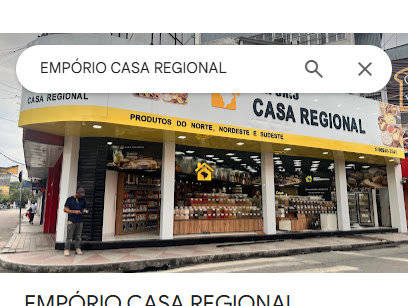 EMPÓRIO CASA REGIONAL
CASA REGIONAL
CASA REGIONAL
PRODUTOS DO NORTE, NORDESTE E SUDESTE
EMPÓRIO CASA REGIONAL